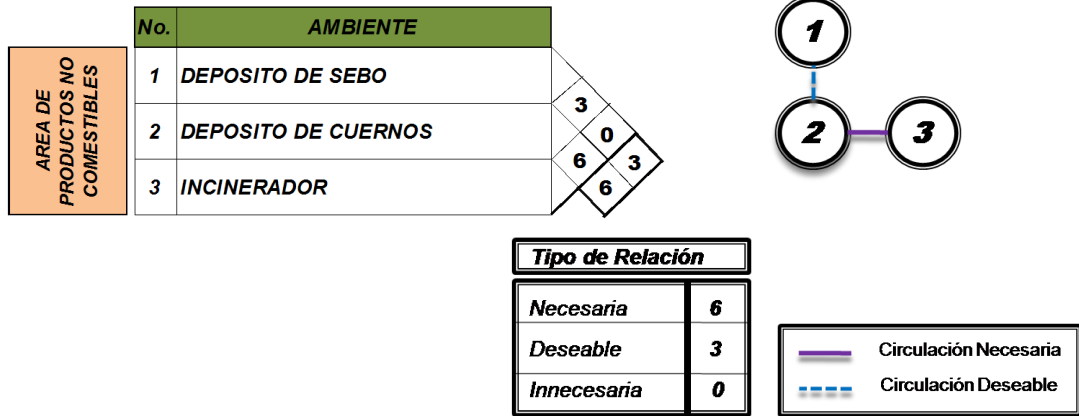 No. AMBIENTE
AREA DE
PRODUCTOS NO
COMESTIBLES
1 DEPOSITO DE SEBO
2 DEPOSITO DE CUERNOS
3 INCINERADOR
3
0
6 3
6
1
2 3
Tipo de Relación
Necesaria 6
Deseable 3
Innecesaria 0
Circulación Necesaria
Circulación Deseable